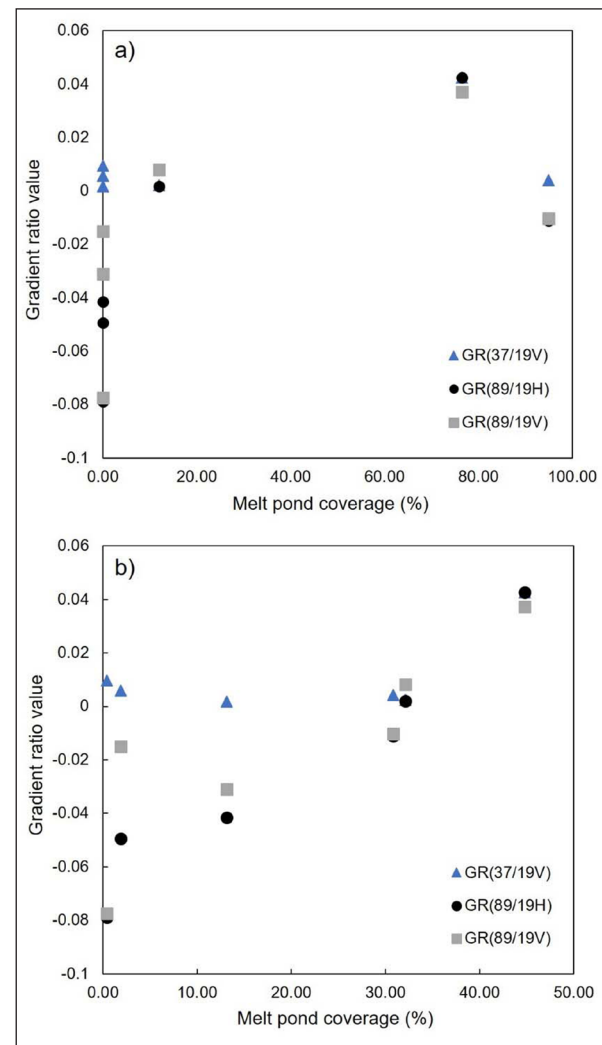 a)
0.06
0.04
0.02
0
-0.02
-0.04
-0.06
-0.08
-0.1
Gradient ratio value
GR(37/19V)
GR(89/19H)
GR(89/19V)
0.00 20.00 40.00 60.00 80.00 100.00
Melt pond coverage (%)
b)
0.06
0.04
0.02
0
-0.02
-0.04
-0.06
-0.08
-0.1
Gradient ratio value
GR(37/19V)
GR(89/19H)
GR(89/19V)
0.00 10.00 20.00 30.00 40.00 50.00
Melt pond coverage (%)